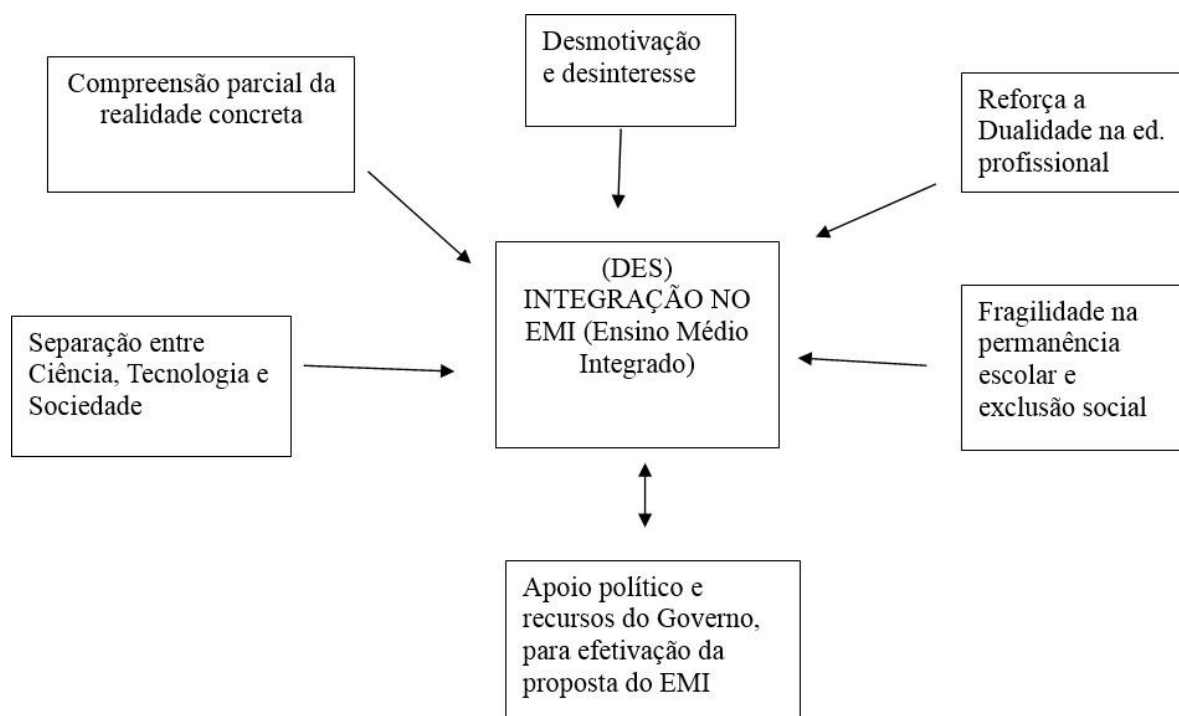 Desmotivação
e desinteresse
Compreensão parcial da
realidade concreta
Reforça a
Dualidade na ed.
profissional
(DES)
INTEGRAÇÃO NO
EMI (Ensino Médio
Integrado)
Separação entre
Ciência, Tecnologia e
Sociedade
Fragilidade na
permanência
escolar e
exclusão social
Apoio político e
recursos do Governo,
para efetivação da
proposta do EMI